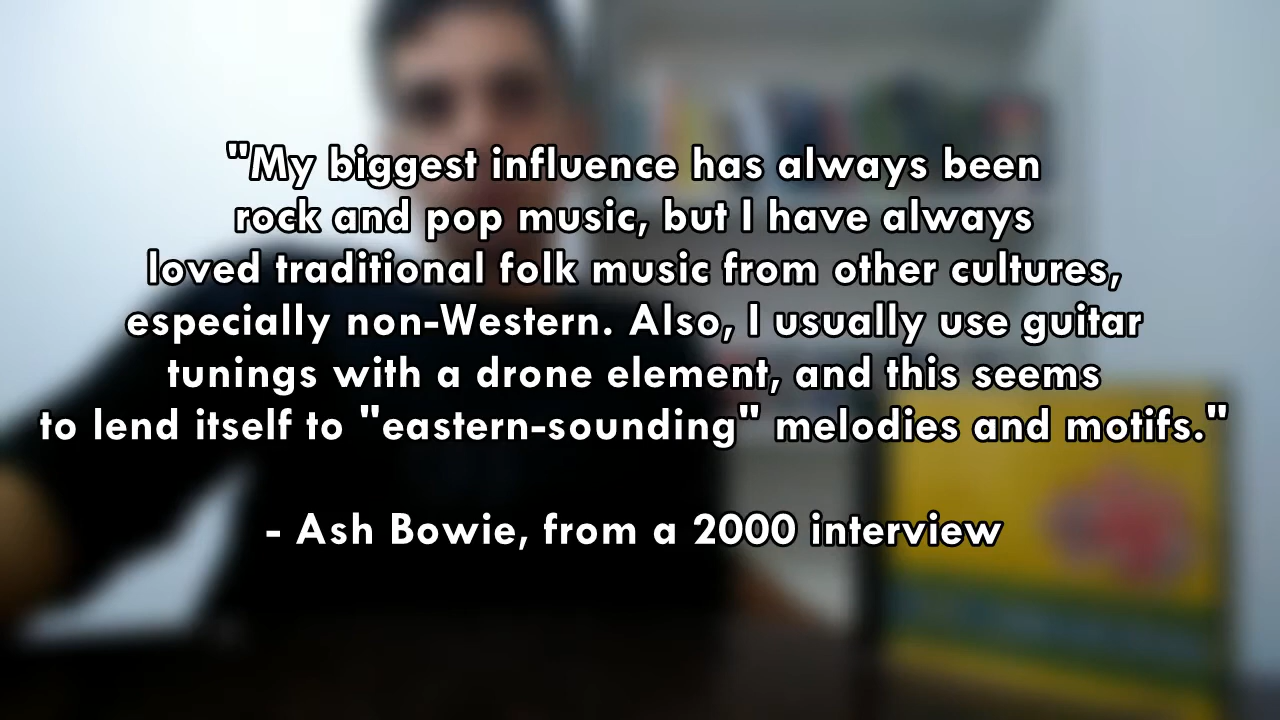 "My biggest influence has always been
rock and pop music, but I have always
loved traditional folk music from other cultures,
especially non-Western. Also, I usually use guitar
tunings with a drone element, and this seems
to lend itself to "eastern-sounding" melodies and motifs."
- Ash Bowie, from a 2000 interview